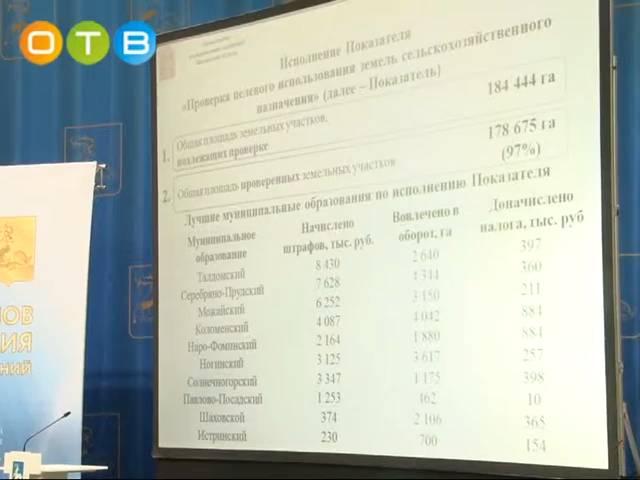 ОТВ
Исполнение Показателя
«Проверка целевого использования земель сельскохозяйственного
назначения» (далее – Показатель)
1. Общая площадь земельных участков, 184 444 га
подлежащих проверке
2. Общая площадь проверенных земельных участков 178 675 га
(97%)
Лучшие муниципальные образования по исполнению Показателя
Муниципальное образование Начислено штрафов, тыс. руб. Вовлечено в оборот, га Доначислено налога, тыс. руб
Талдомский 8 430 2 640 397
Серебряно-Прудский 7 628 1 344 360
Можайский 6 252 3 150 211
Коломенский 4 087 4 042 884
Наро-Фоминский 2 164 1 880 884
Ногинский 3 125 3 617 257
Солнечногорский 3 347 1 175 398
Павлово-Посадский 1 253 162 10
Шаховской 374 2 106 365
Истринский 230 700 154